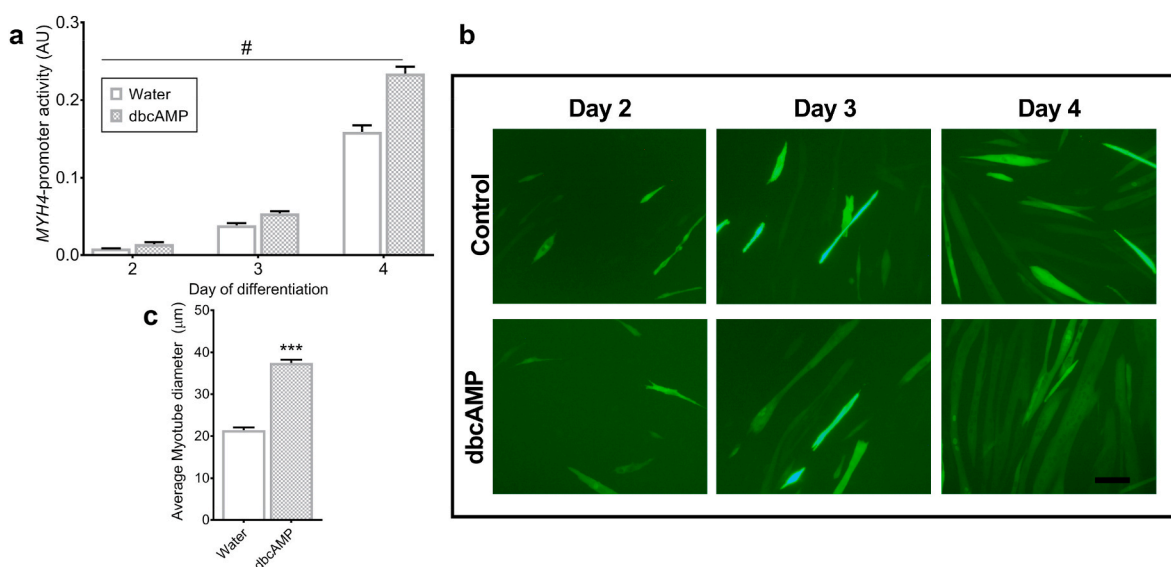 a
MYH4-promoter activity (AU)
0.3
0.2
0.1
0.0
#
Water
dbcAMP
2 3 4
Day of differentiation
b
Day 2 Day 3 Day 4
Control
dbcAMP
c
Average Myotube diameter (μm)
50
40
30
20
10
0
***
Water
dbcAMP